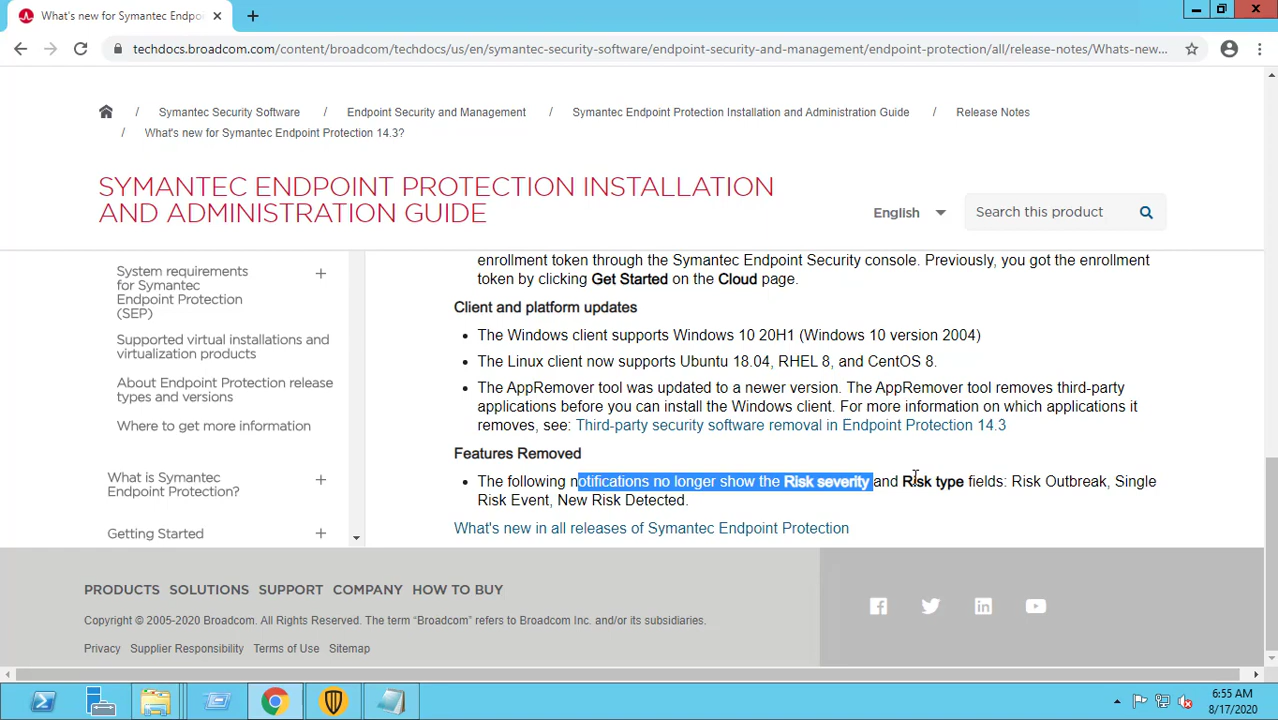 What's new for Symantec Endpo
techdocs.broadcom.com/content/broadcom/techdocs/us/en/symantec-security-software/endpoint-security-and-management/endpoint-protection/all/release-notes/Whats-new...
/ Symantec Security Software / Endpoint Security and Management / Symantec Endpoint Protection Installation and Administration Guide / Release Notes
/ What's new for Symantec Endpoint Protection 14.3?
SYMANTEC ENDPOINT PROTECTION INSTALLATION
AND ADMINISTRATION GUIDE
English
Search this product
System requirements
for Symantec
Endpoint Protection
(SEP)
Supported virtual installations and
virtualization products
About Endpoint Protection release
types and versions
Where to get more information
What is Symantec
Endpoint Protection?
Getting Started
enrollment token through the Symantec Endpoint Security console. Previously, you got the enrollment
token by clicking Get Started on the Cloud page.
Client and platform updates
• The Windows client supports Windows 10 20H1 (Windows 10 version 2004)
• The Linux client now supports Ubuntu 18.04, RHEL 8, and CentOS 8.
• The AppRemover tool was updated to a newer version. The AppRemover tool removes third-party
applications before you can install the Windows client. For more information on which applications it
removes, see: Third-party security software removal in Endpoint Protection 14.3
Features Removed
• The following notifications no longer show the Risk severity and Risk type fields: Risk Outbreak, Single
Risk Event, New Risk Detected.
What's new in all releases of Symantec Endpoint Protection
PRODUCTS SOLUTIONS SUPPORT COMPANY HOW TO BUY
Copyright © 2005-2020 Broadcom. All Rights Reserved. The term “Broadcom” refers to Broadcom Inc. and/or its subsidiaries.
Privacy Supplier Responsibility Terms of Use Sitemap
6:55 AM
8/17/2020